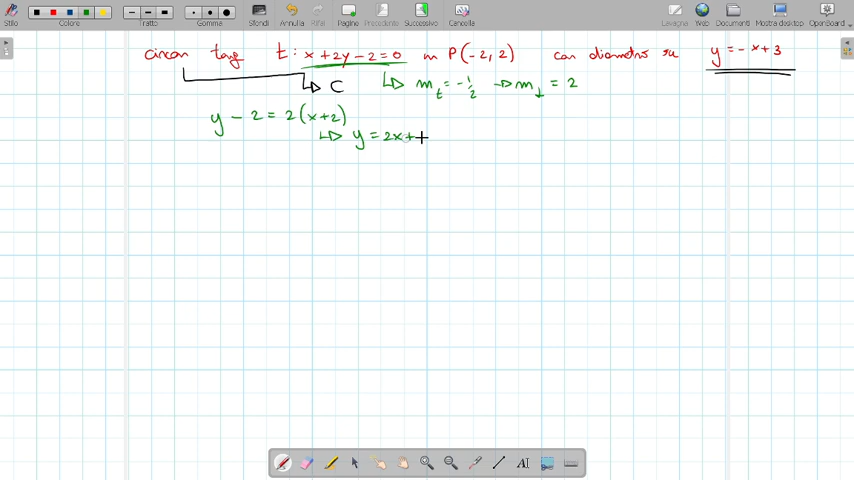 Stilo Colore Tratto Gomma Sfondi Annulla Rifai Pagine Precedente Successivo Cancella Lavagna Web Documenti Mostra desktop OpenBoard
circon tang t: x + 2y - 2 = 0 in P(-2, 2) con diametro su y = -x + 3
C m_t = -1/2 → m_⊥ = 2
y - 2 = 2(x+2)
y = 2x +